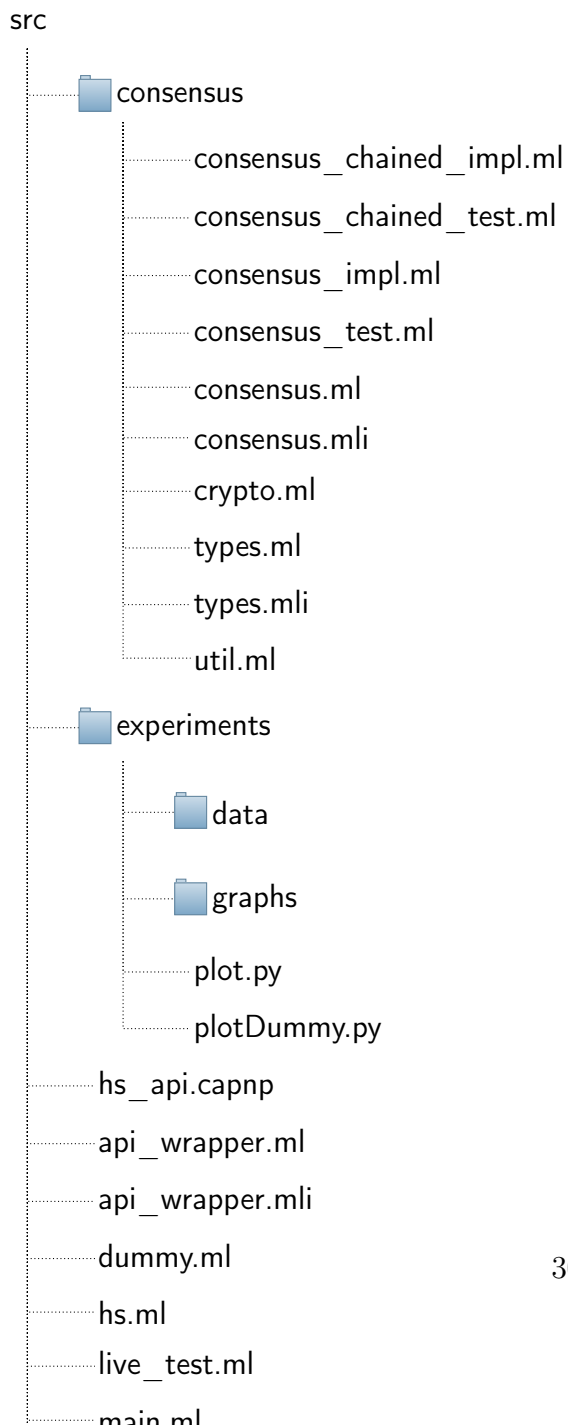 src
consensus
consensus_chained_impl.ml
consensus_chained_test.ml
consensus_impl.ml
consensus_test.ml
consensus.ml
consensus.mli
crypto.ml
types.ml
types.mli
util.ml
experiments
data
graphs
plot.py
plotDummy.py
hs_api.capnp
api_wrapper.ml
api_wrapper.mli
dummy.ml
hs.ml
live_test.ml
main.ml